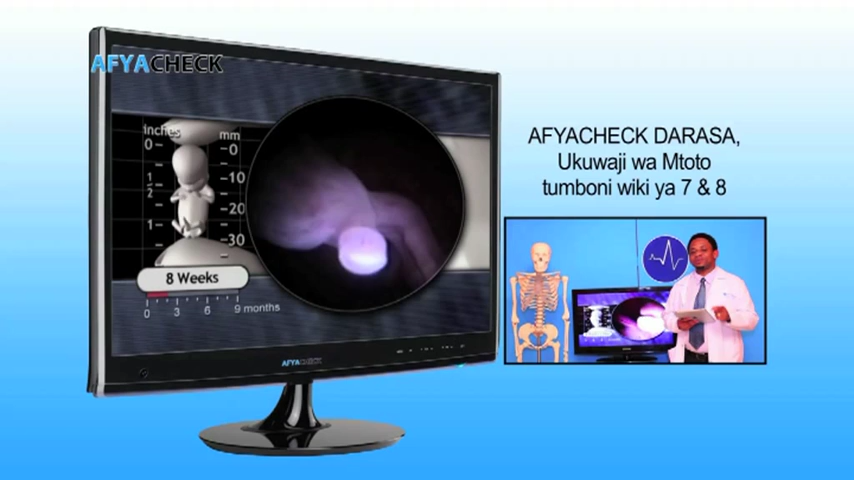 AFYACHECK
inches
mm
0
0
1/2
10
20
1
30
8 Weeks
0 3 6 9 months
AFYACHECK
AFYACHECK DARASA,
Ukuwaji wa Mtoto
tumboni wiki ya 7 & 8